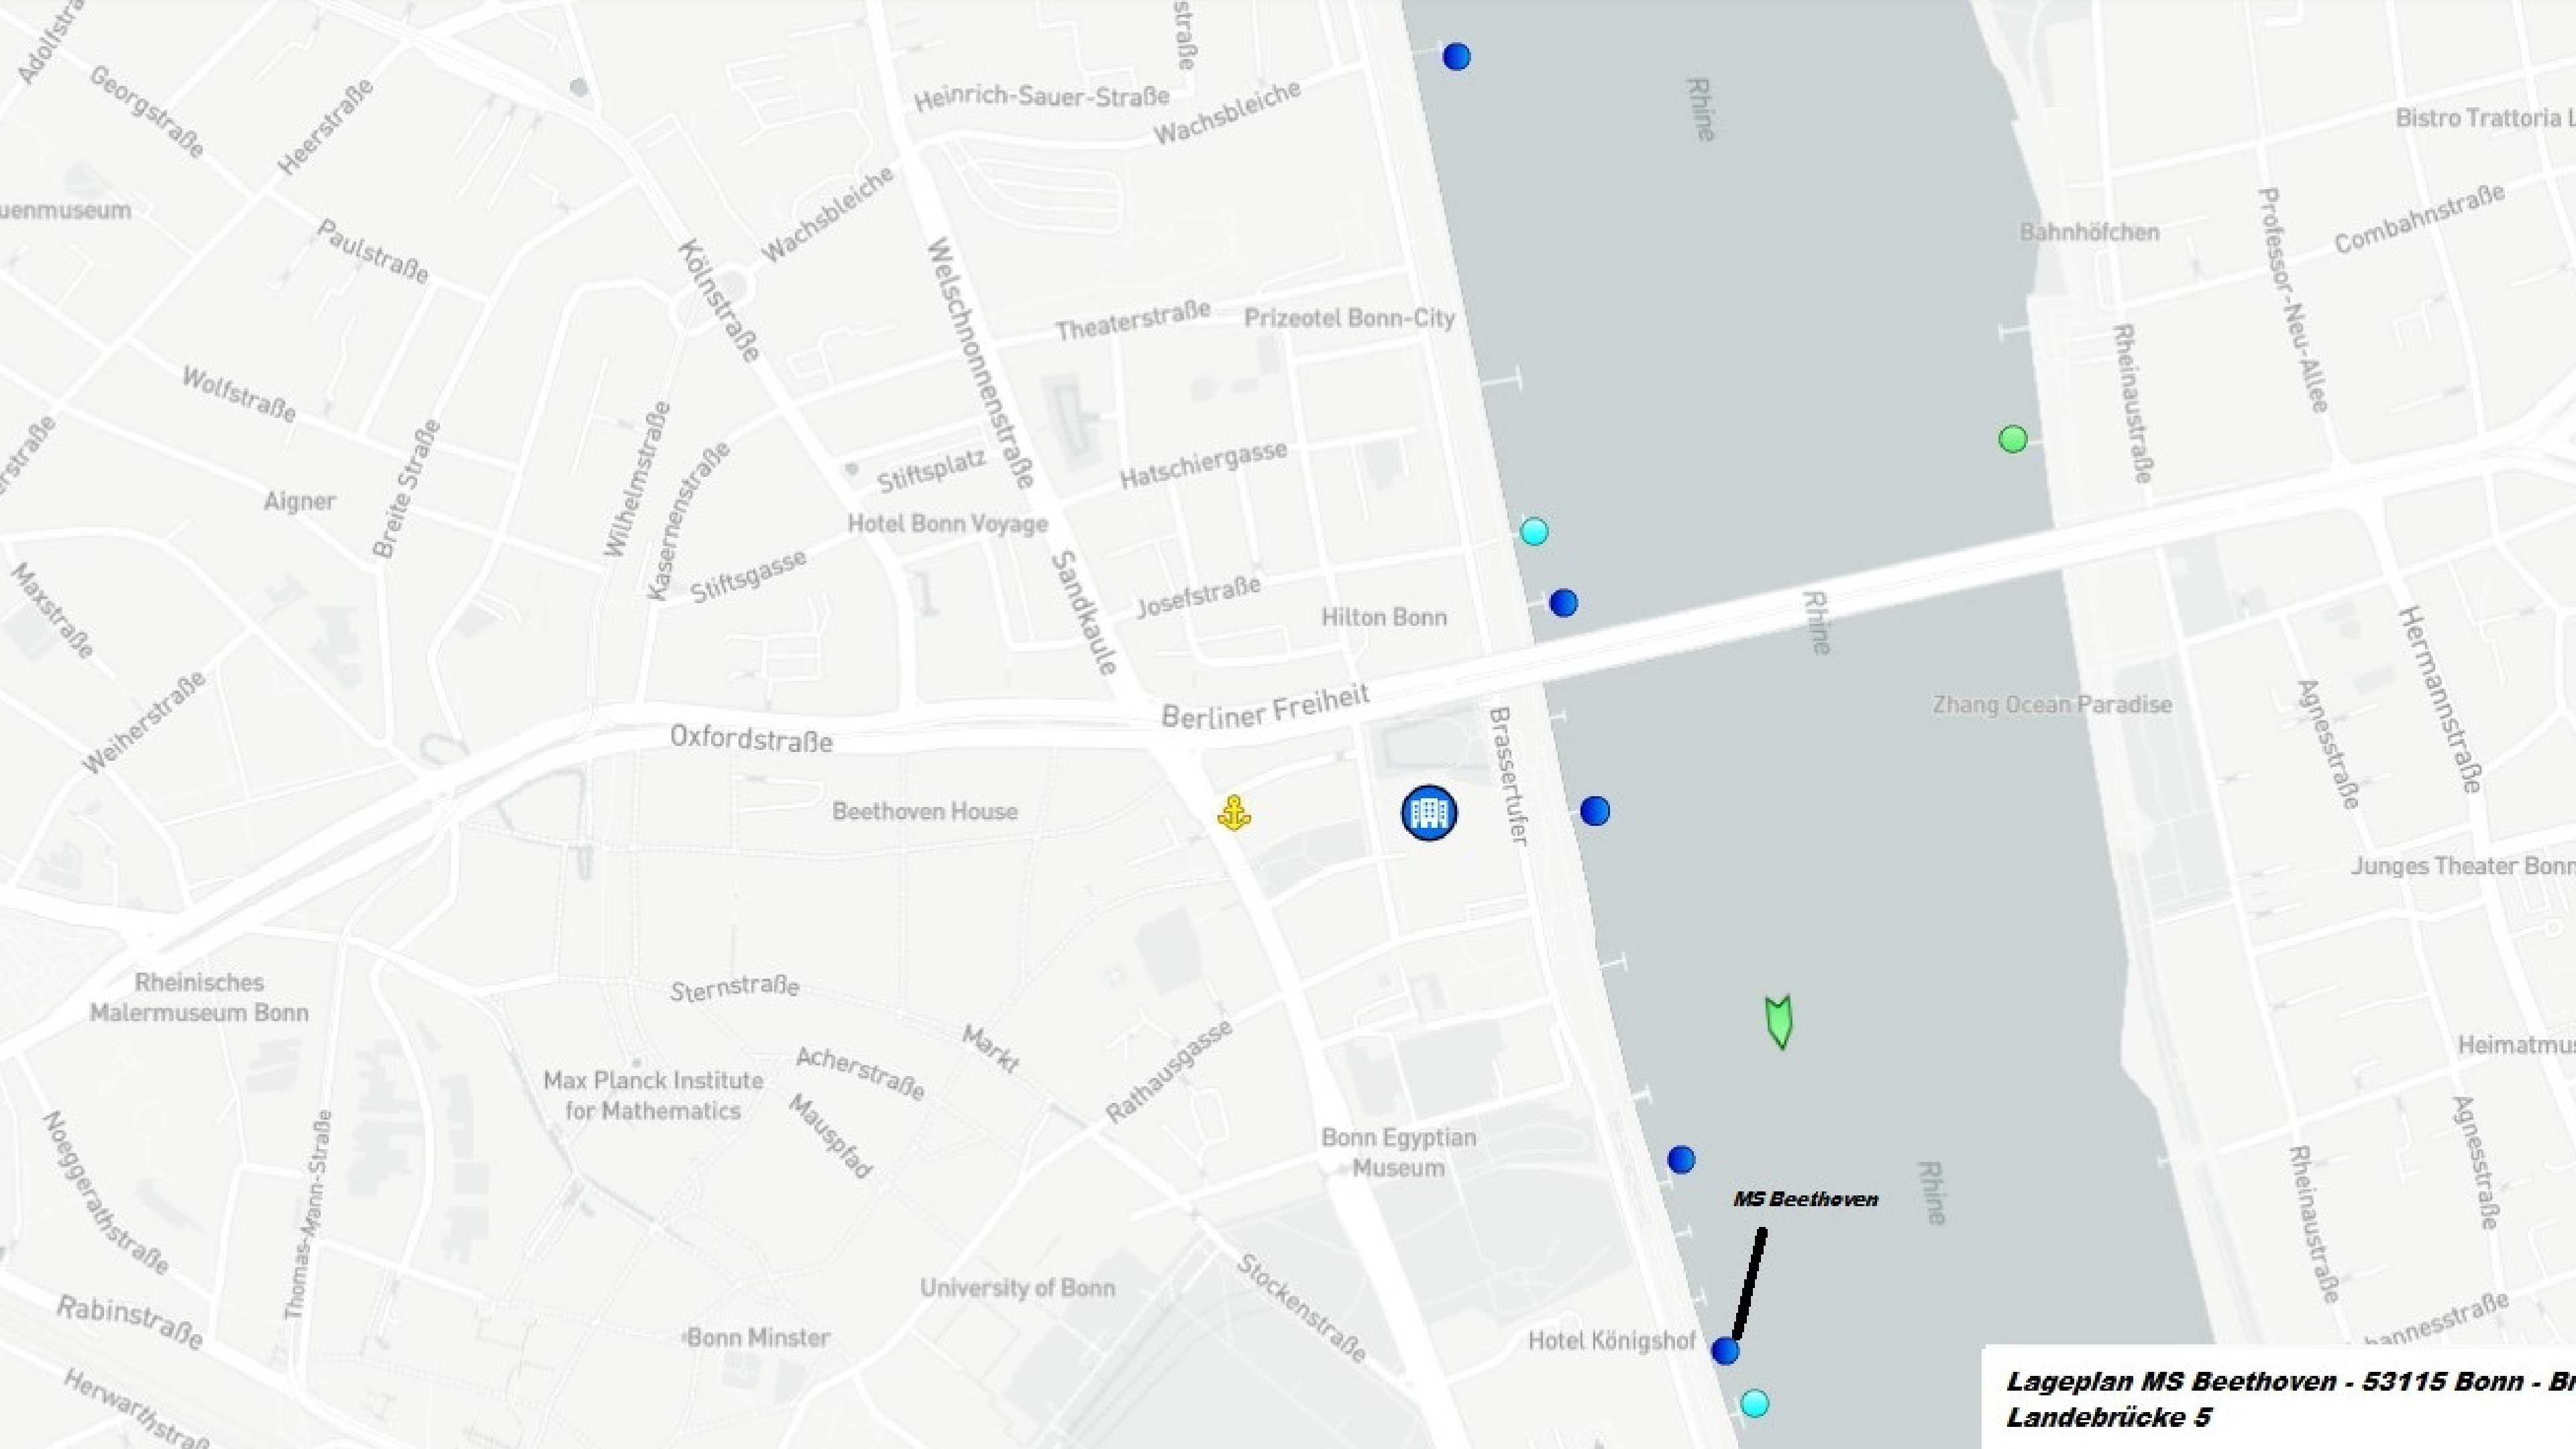 Adolfstra
Georgstraße
Heerstraße
straße
Heinrich-Sauer-Straße
Wachsbleiche
Rhine
Bistro Trattoria L
uenmuseum
Paulstraße
Kölnstraße
Wachsbleiche
Welschnonnenstraße
Bahnhöfchen
Professor-Neu-Allee
Combahnstraße
Theaterstraße
Prizeotel Bonn-City
Rheinaustraße
Wolfstraße
erstraße
Breite Straße
Wilhelmstraße
Kasernenstraße
Stiftsplatz
Hatschiergasse
Aigner
Hotel Bonn Voyage
Maxstraße
Stiftsgasse
Sandkaule
Josefstraße
Hilton Bonn
Rhine
Hermannstraße
Weiherstraße
Oxfordstraße
Berliner Freiheit
Brassertufer
Zhang Ocean Paradise
Agnesstraße
Beethoven House
Junges Theater Bonn
Rheinisches
Malermuseum Bonn
Sternstraße
Markt
Rathausgasse
Heimatmus
Max Planck Institute
for Mathematics
Acherstraße
Mauspfad
Bonn Egyptian
Museum
Noeggerathstraße
Thomas-Mann-Straße
MS Beethoven
Rhine
Rheinaustraße
Agnesstraße
University of Bonn
Stockenstraße
Rabinstraße
Bonn Minster
Hotel Königshof
hannesstraße
Herwarthstraß
Lageplan MS Beethoven - 53115 Bonn - Br
Landebrücke 5